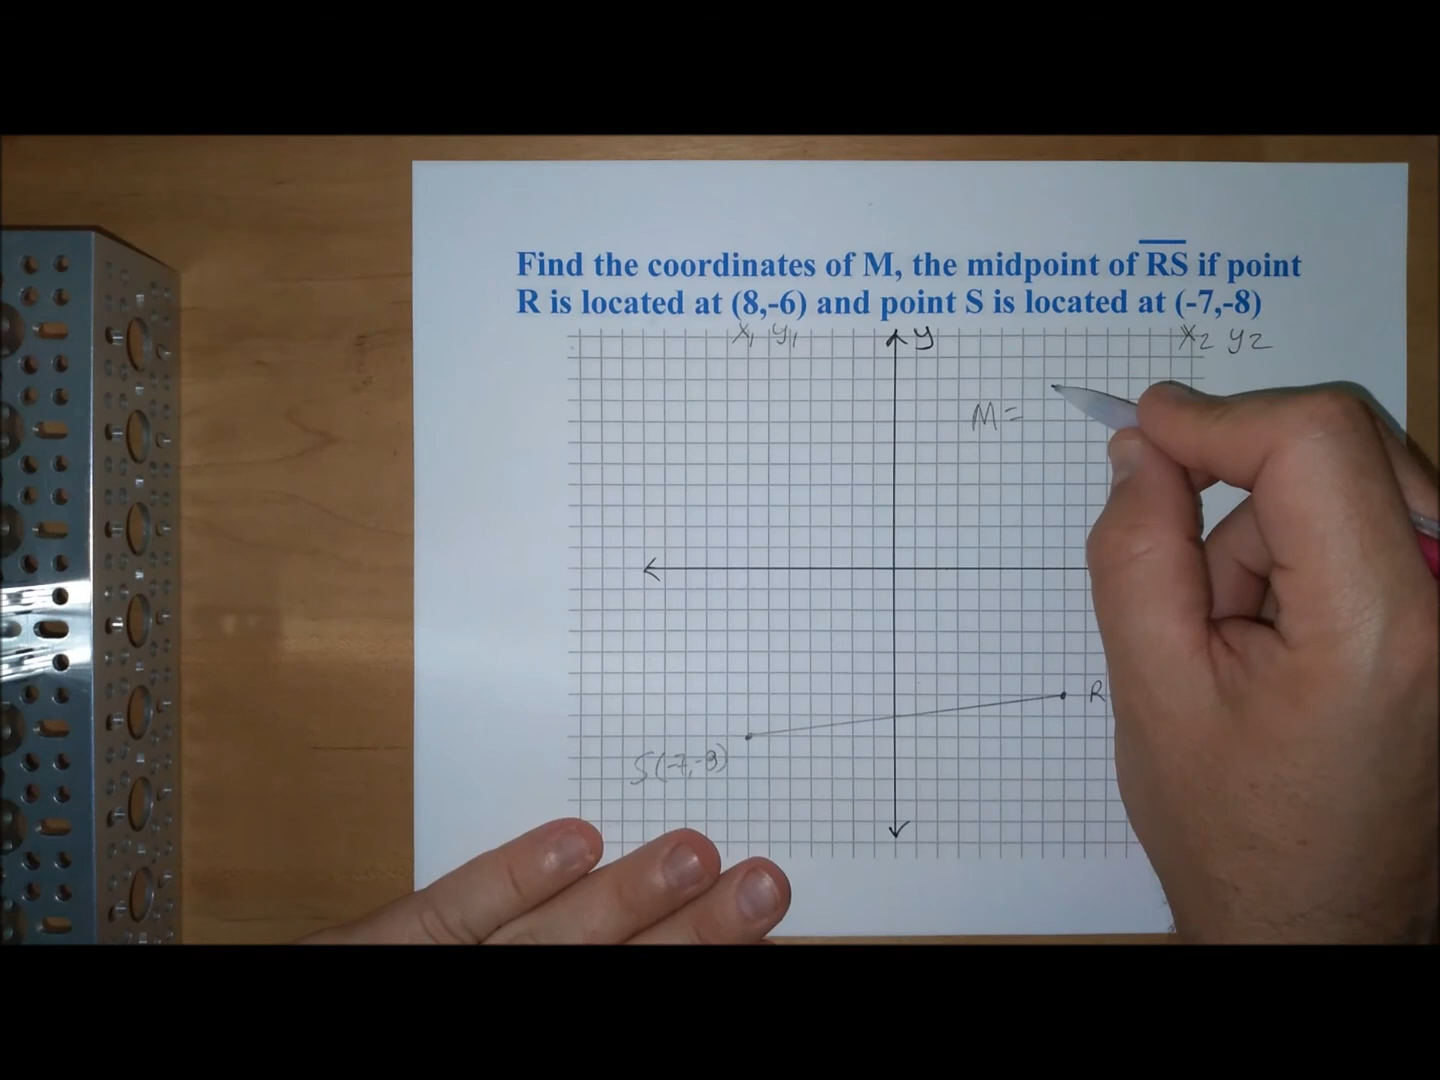 Find the coordinates of M, the midpoint of RS if point
R is located at (8,-6) and point S is located at (-7,-8)
x₁ y₁ y x₂ y₂
M =
R
S(-7,-8)